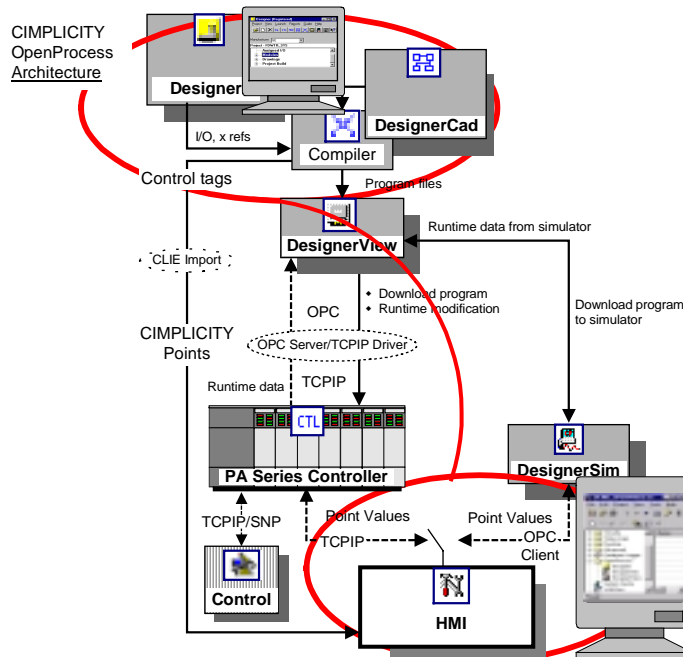 CIMPLICITY
OpenProcess
Architecture
Designer
DesignerCad
I/O, x refs
Compiler
Control tags
Program files
DesignerView
Runtime data from simulator
CLIE Import
Download program
Runtime modification
Download program
to simulator
OPC
CIMPLICITY
Points
OPC Server/TCPIP Driver
TCPIP
Runtime data
CTL
PA Series Controller
DesignerSim
TCPIP/SNP
Point Values
Point Values
TCPIP
OPC
Client
Control
HMI